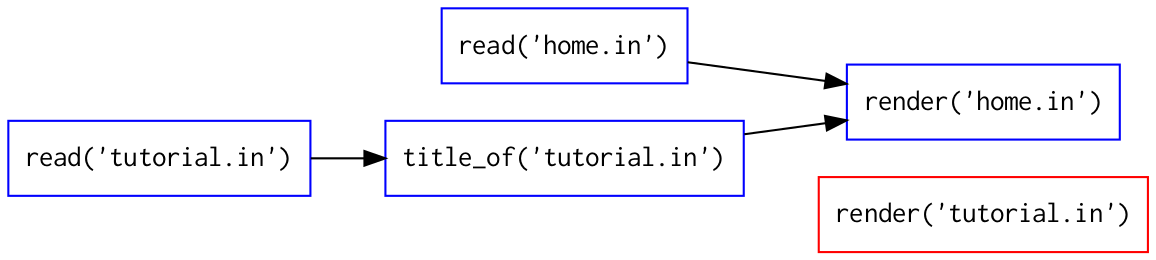 read('home.in')
render('home.in')
read('tutorial.in')
title_of('tutorial.in')
render('tutorial.in')